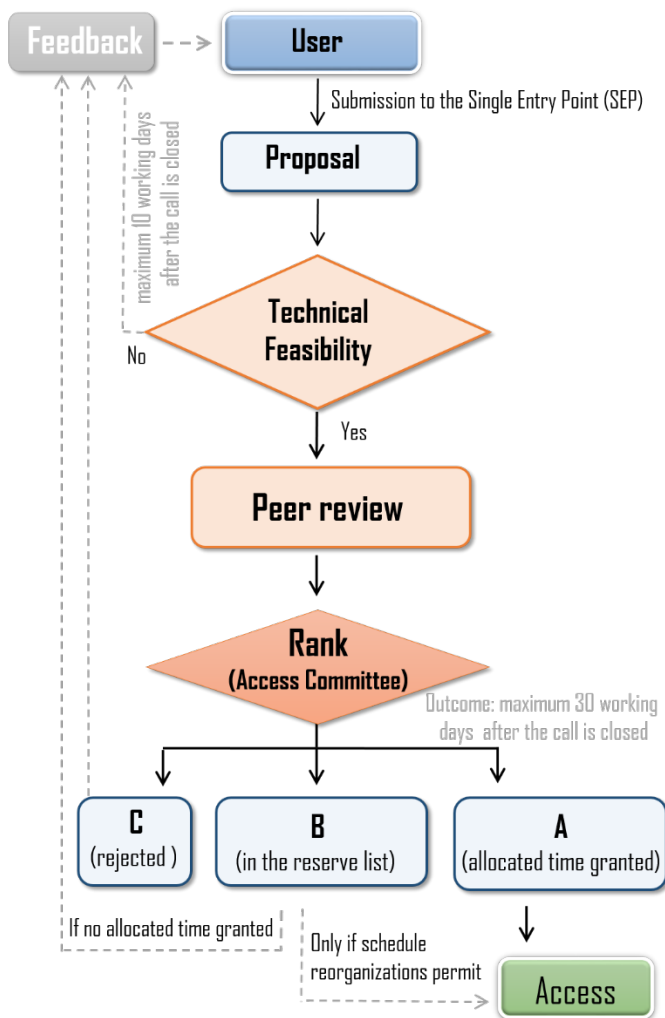 Feedback
User
Submission to the Single Entry Point (SEP)
Proposal
maximum 10 working days
after the call is closed
Technical
Feasibility
No
Yes
Peer review
Rank
(Access Committee)
Outcome: maximum 30 working
days after the call is closed
C
(rejected )
B
(in the reserve list)
A
(allocated time granted)
If no allocated time granted
Only if schedule
reorganizations permit
Access